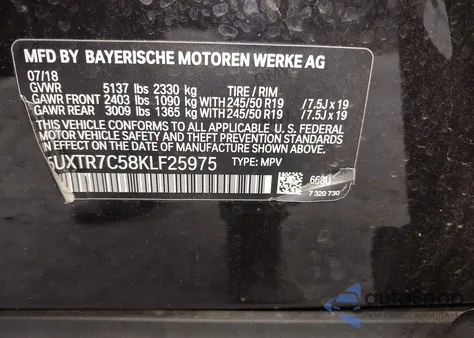 MFD BY BAYERISCHE MOTOREN WERKE AG
07/18
GVWR 5137 lbs 2330 kg TIRE / RIM
GAWR FRONT 2403 lbs 1090 kg WITH 245/50 R19 / 7.5J x 19
GAWR REAR 3009 lbs 1365 kg WITH 245/50 R19 / 7.5J x 19
THIS VEHICLE CONFORMS TO ALL APPLICABLE U. S. FEDERAL
MOTOR VEHICLE SAFETY AND THEFT PREVENTION STANDARDS
IN EFFECT ON THE DATE OF MANUFACTURE SHOWN ABOVE.
5UXTR7C58KLF25975 TYPE: MPV
668U
7 320 730